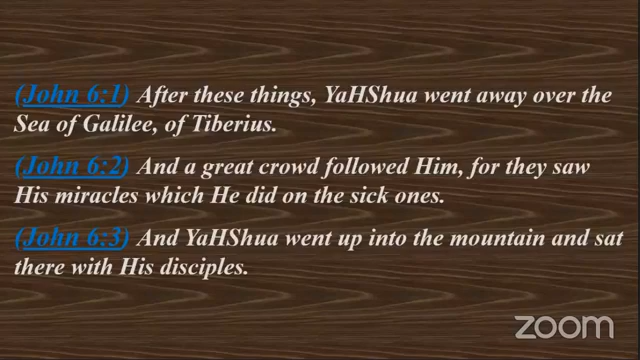 (John 6:1) After these things, YaHShua went away over the
Sea of Galilee, of Tiberius.
(John 6:2) And a great crowd followed Him, for they saw
His miracles which He did on the sick ones.
(John 6:3) And YaHShua went up into the mountain and sat
there with His disciples.
zoom